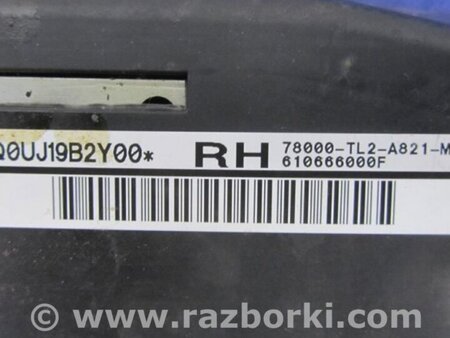 Q0UJ19B2Y00*
RH
78000-TL2-A821-M
610666000F
© www.razborki.com